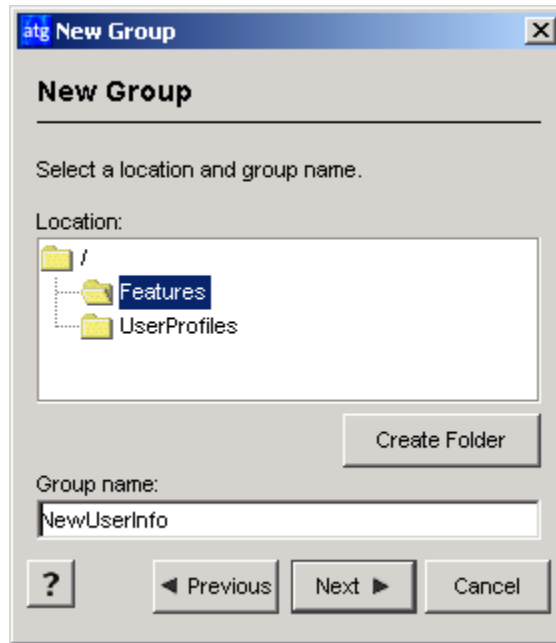 atg New Group
New Group
Select a location and group name.
Location:
/
Features
UserProfiles
Create Folder
Group name:
NewUserInfo
? ◄ Previous Next ► Cancel